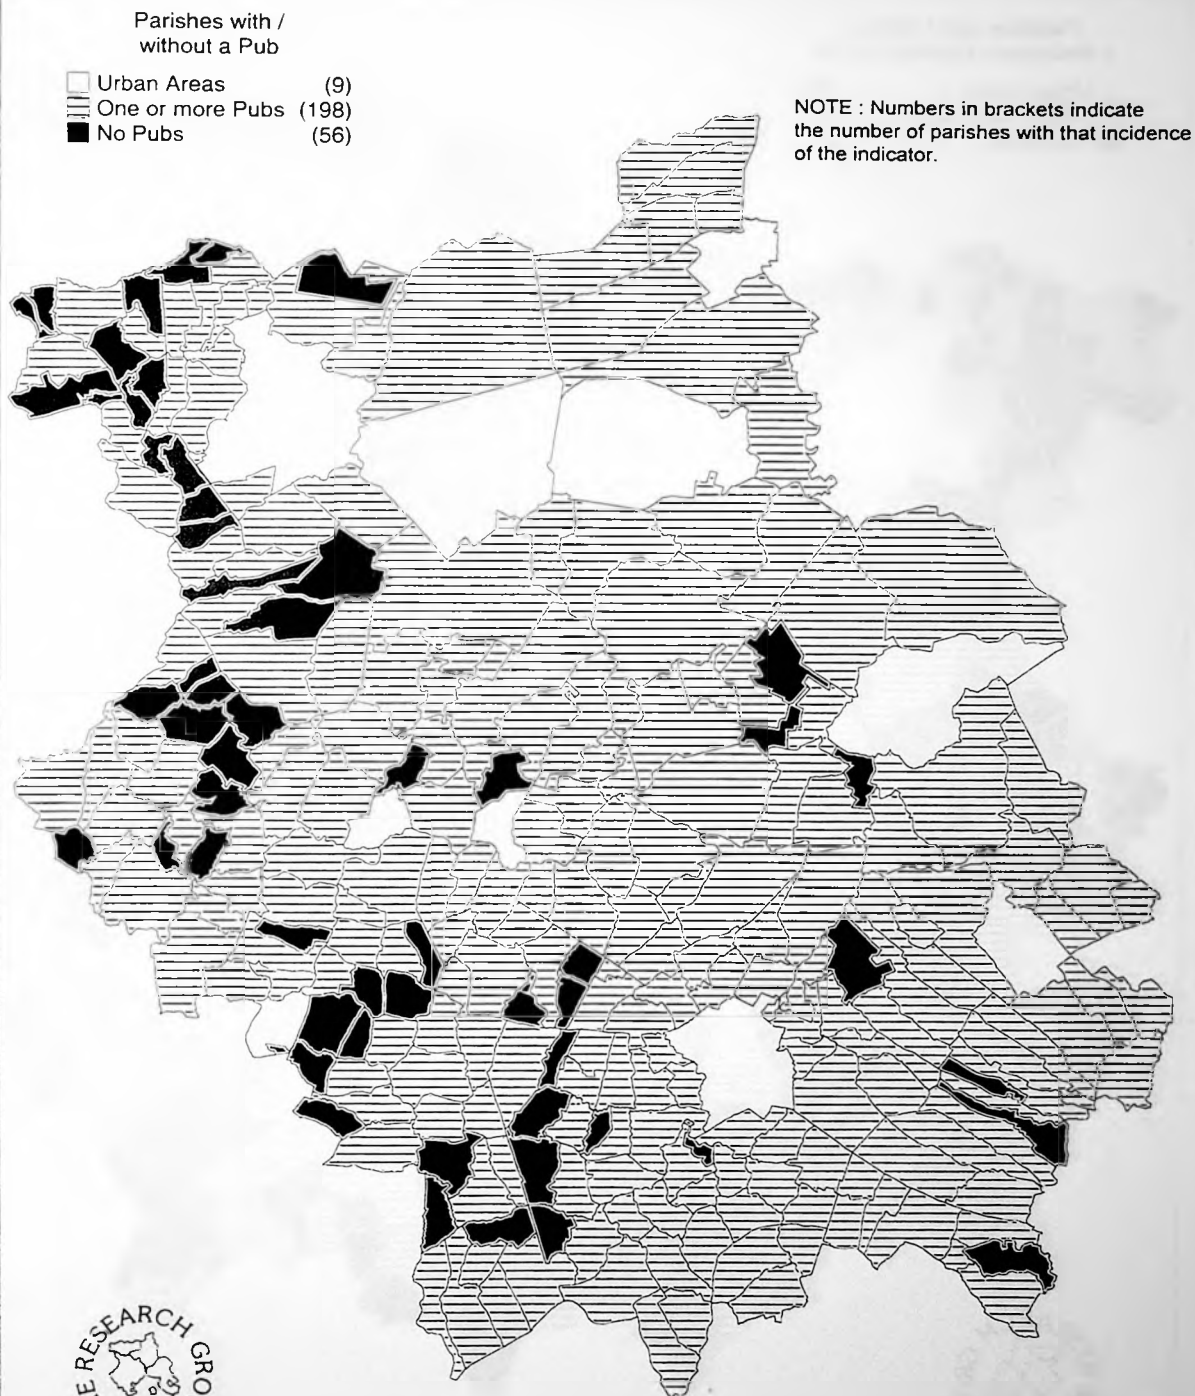 Parishes with /
without a Pub
Urban Areas (9)
One or more Pubs (198)
No Pubs (56)
NOTE : Numbers in brackets indicate
the number of parishes with that incidence
of the indicator.
RESEARCH